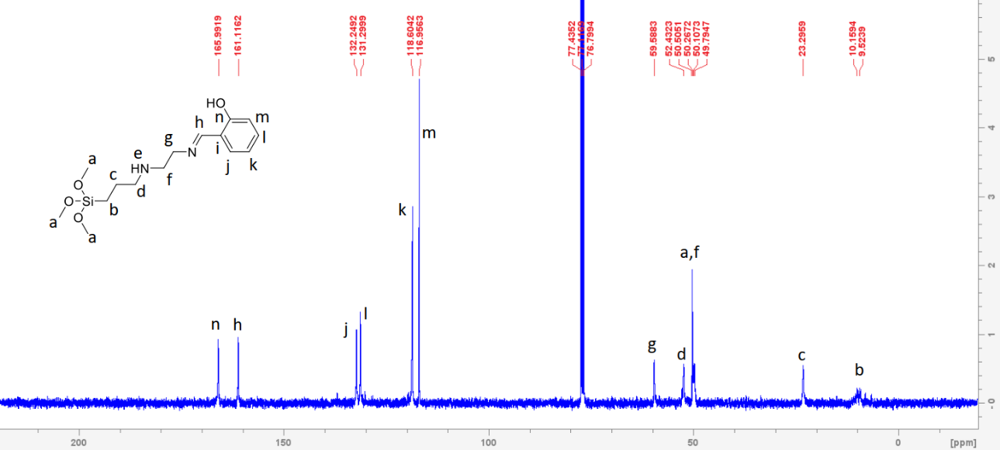 165.9919
161.1162
132.2492
131.2999
118.6042
116.9563
77.4352
76.7994
59.5883
52.4323
50.5051
50.2672
50.1073
49.7947
23.2959
10.1594
9.5239
HO
n
m
h
l
i
g
j
k
N
e
HN
f
a
c
d
O
O
Si
b
a
O
a
m
k
a,f
n
h
j
l
g
d
c
b
5
4
3
2
1
0
200
150
100
50
0
[ppm]